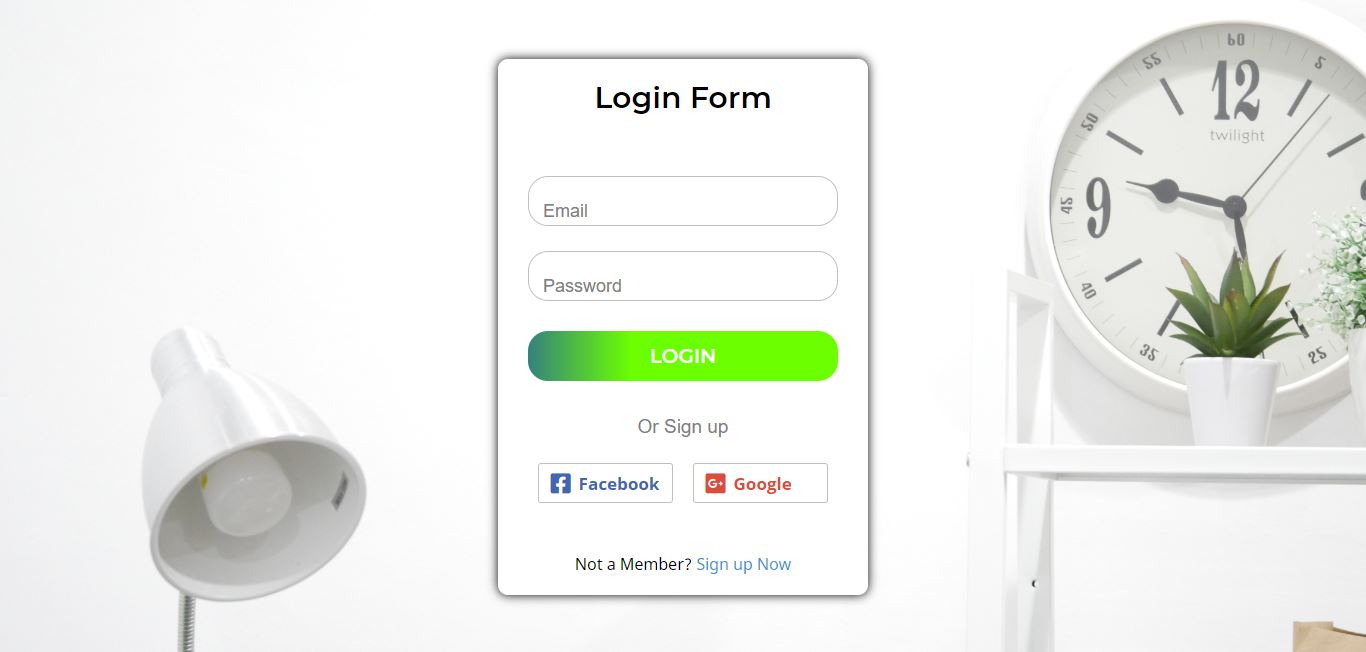 Login Form
Email
Password
LOGIN
Or Sign up
Facebook
Google
Not a Member? Sign up Now
60
5
55
12
twilight
50
9
45
40
35
25